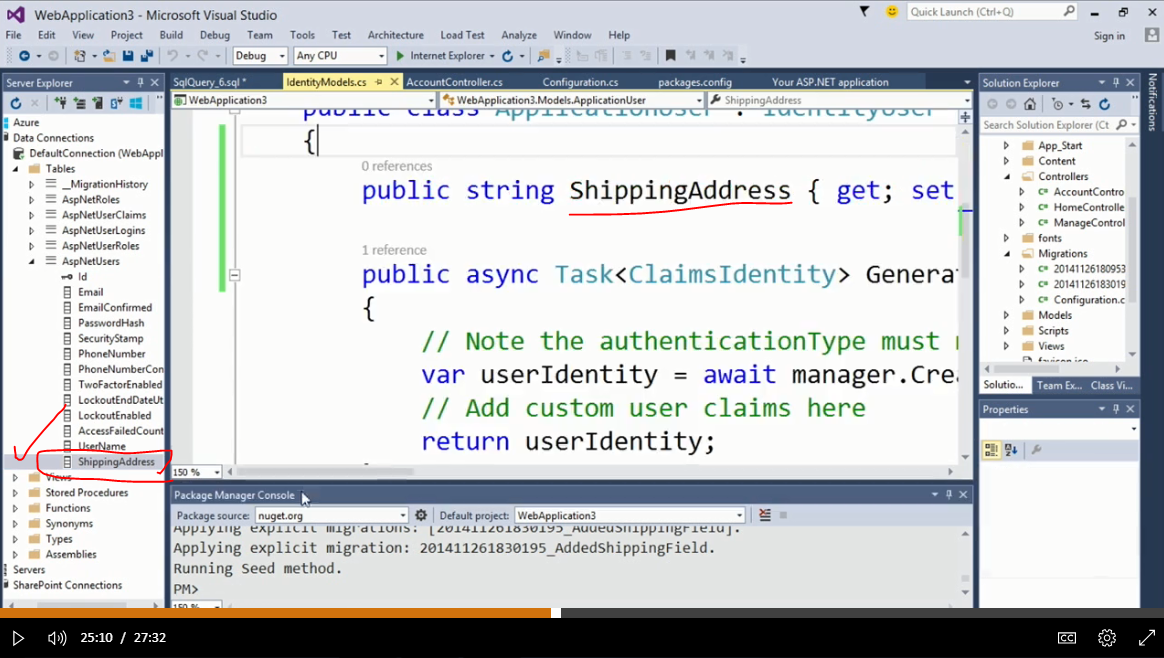 WebApplication3 - Microsoft Visual Studio
Quick Launch (Ctrl+Q)
File Edit View Project Build Debug Team Tools Test Architecture Load Test Analyze Window Help
Sign in
Debug Any CPU Internet Explorer
Server Explorer
SqlQuery_6.sql * IdentityModels.cs AccountController.cs Configuration.cs packages.config Your ASP.NET application
WebApplication3 WebApplication3.Models.ApplicationUser ShippingAddress
Azure
Data Connections
DefaultConnection (WebAppl
Tables
__MigrationHistory
AspNetRoles
AspNetUserClaims
AspNetUserLogins
AspNetUserRoles
AspNetUsers
Id
Email
EmailConfirmed
PasswordHash
SecurityStamp
PhoneNumber
PhoneNumberCon
TwoFactorEnabled
LockoutEndDateUt
LockoutEnabled
AccessFailedCount
UserName
ShippingAddress
Views
Stored Procedures
Functions
Synonyms
Types
Assemblies
Servers
SharePoint Connections
public class ApplicationUser : IdentityUser
{
0 references
public string ShippingAddress { get; set
1 reference
public async Task<ClaimsIdentity> Genera
{
// Note the authenticationType must
var userIdentity = await manager.Crea
// Add custom user claims here
return userIdentity;
150 %
Package Manager Console
Package source: nuget.org Default project: WebApplication3
Applying explicit migrations: [201411261830195_AddedShippingField].
Applying explicit migration: 201411261830195_AddedShippingField.
Running Seed method.
PM>
150 %
Solution Explorer
Search Solution Explorer (Ct
App_Start
Content
Controllers
AccountContro
HomeControlle
ManageControl
fonts
Migrations
20141126180953
20141126183019
Configuration.c
Models
Scripts
Views
favicon.ico
Solutio... Team Ex... Class Vi...
Properties
Notifications
25:10 / 27:32
CC